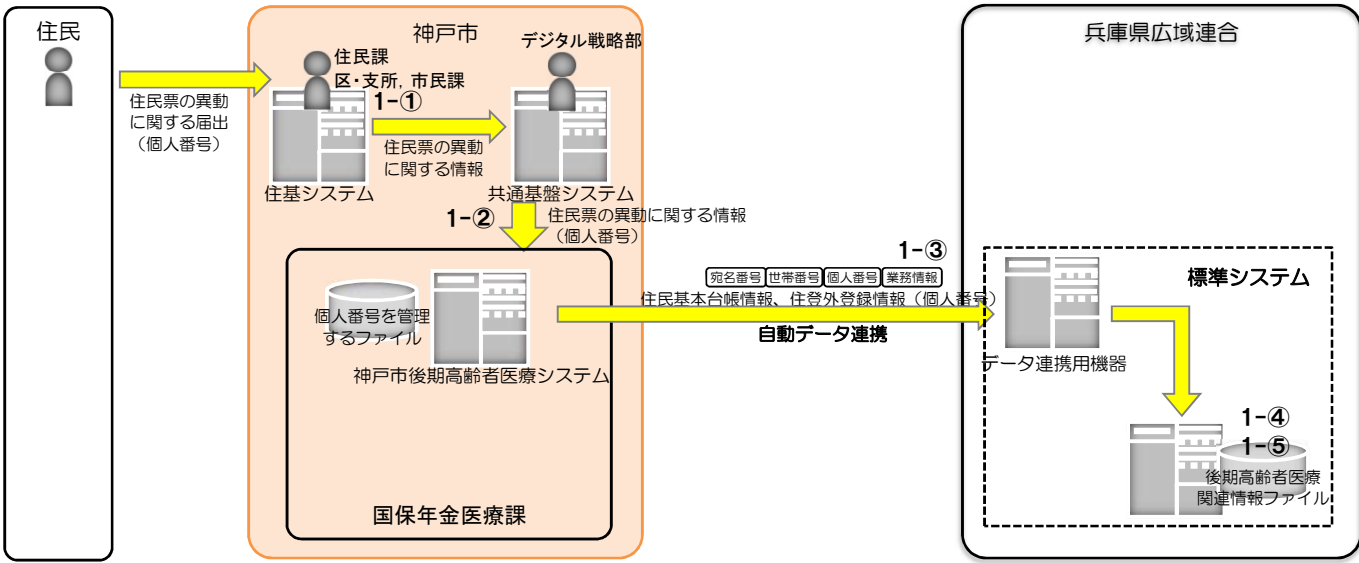 住民
住民票の異動
に関する届出
（個人番号）
神戸市
住民課
区・支所, 市民課
デジタル戦略部
1-①
住民票の異動
に関する情報
住基システム
共通基盤システム
1-②
住民票の異動に関する情報
（個人番号）
個人番号を管理
するファイル
神戸市後期高齢者医療システム
国保年金医療課
1-③
宛名番号 世帯番号 個人番号 業務情報
住民基本台帳情報、住登外登録情報（個人番号）
自動データ連携
兵庫県広域連合
標準システム
データ連携用機器
1-④
1-⑤
後期高齢者医療
関連情報ファイル